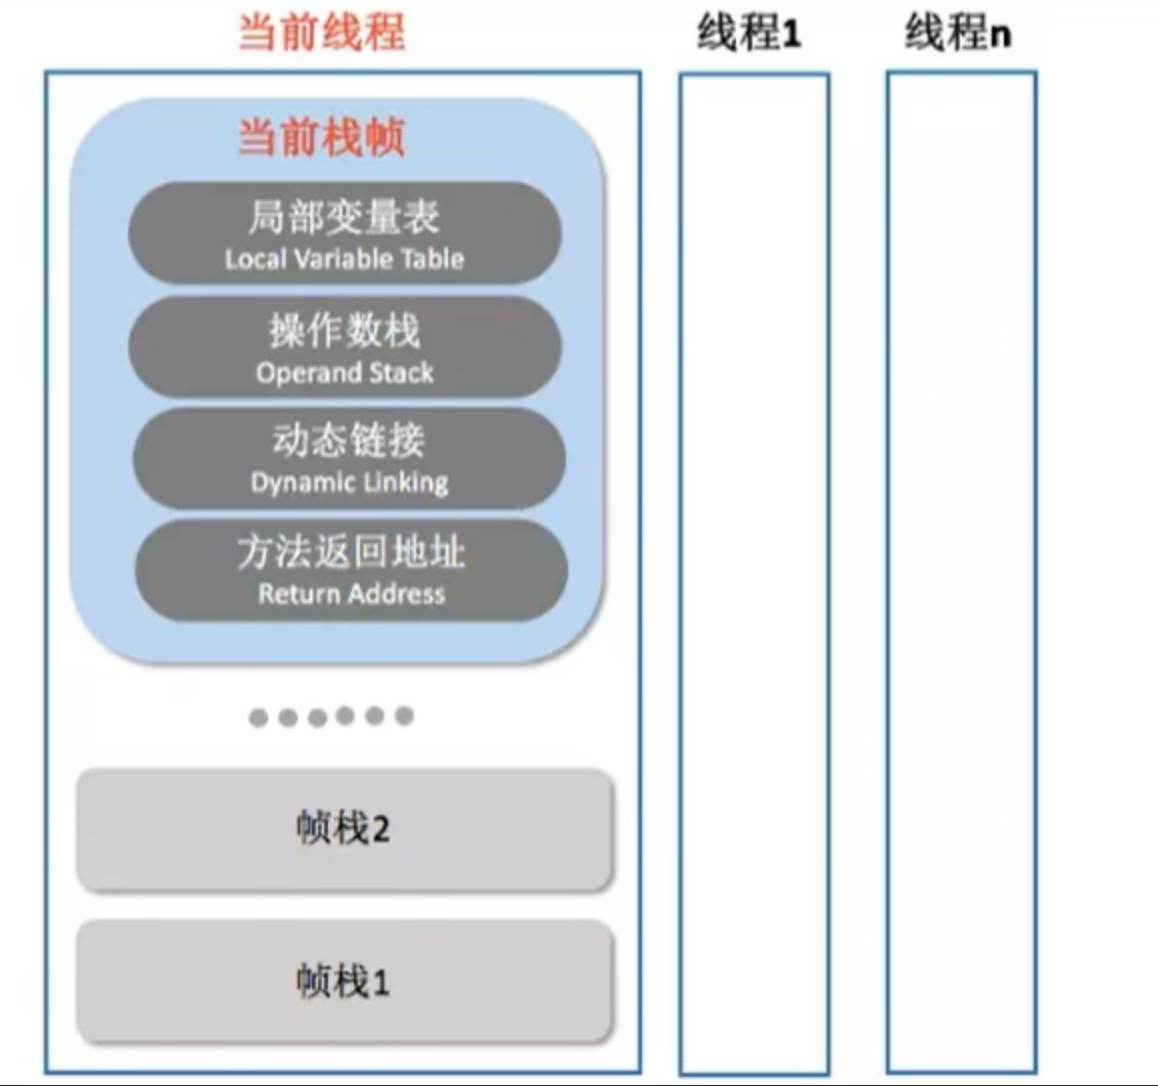 当前线程
线程1
线程n
当前栈帧
局部变量表
Local Variable Table
操作数栈
Operand Stack
动态链接
Dynamic Linking
方法返回地址
Return Address
帧栈2
帧栈1